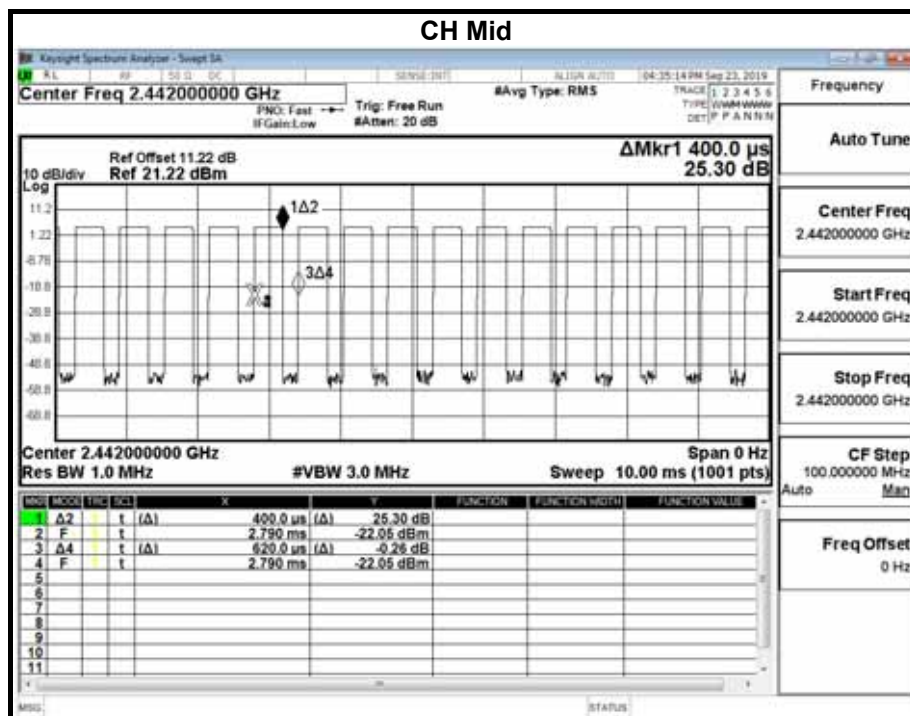 CH Mid
Keysight Spectrum Analyzer - Swept SA
RL RF 50 Ω DC SENSE:INT ALIGN AUTO 04:35:14 PM Sep 23, 2019
Center Freq 2.442000000 GHz
PNO: Fast
IFGain:Low
Trig: Free Run
#Atten: 20 dB
#Avg Type: RMS
TRACE 1 2 3 4 5 6
TYPE
DET P P A N N N
Ref Offset 11.22 dB
10 dB/div Ref 21.22 dBm
Log
ΔMkr1 400.0 µs
25.30 dB
11.2
1.22
-8.78
-18.8
-28.8
-38.8
-48.8
-58.8
-68.8
1Δ2
3Δ4
Center 2.442000000 GHz Span 0 Hz
Res BW 1.0 MHz #VBW 3.0 MHz Sweep 10.00 ms (1001 pts)
MKR MODE TRC SCL X Y FUNCTION FUNCTION WIDTH FUNCTION VALUE
1 Δ2 t (Δ) 400.0 µs (Δ) 25.30 dB
2 F t 2.790 ms -22.05 dBm
3 Δ4 t (Δ) 620.0 µs (Δ) -0.26 dB
4 F t 2.790 ms -22.05 dBm
5
6
7
8
9
10
11
MSG STATUS
Frequency
Auto Tune
Center Freq
2.442000000 GHz
Start Freq
2.442000000 GHz
Stop Freq
2.442000000 GHz
CF Step
100.000000 MHz
Auto Man
Freq Offset
0 Hz